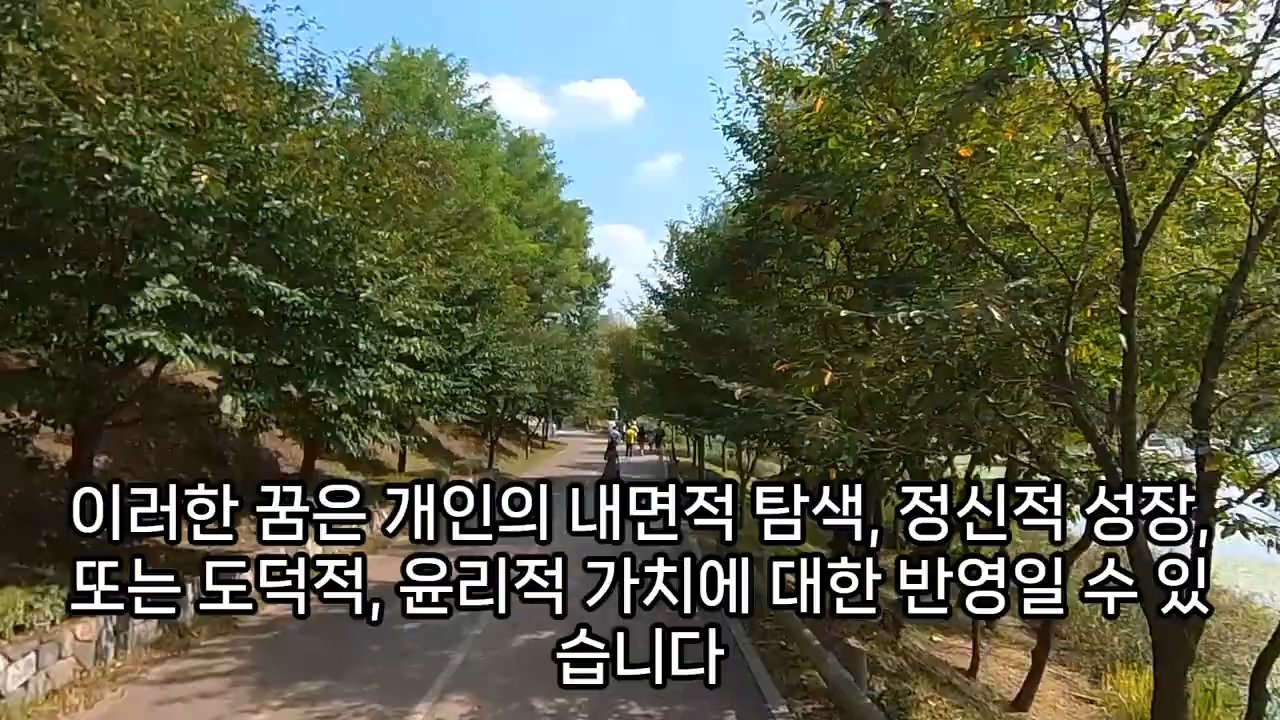 이러한 꿈은 개인의 내면적 탐색, 정신적 성장,
또는 도덕적, 윤리적 가치에 대한 반영일 수 있
습니다